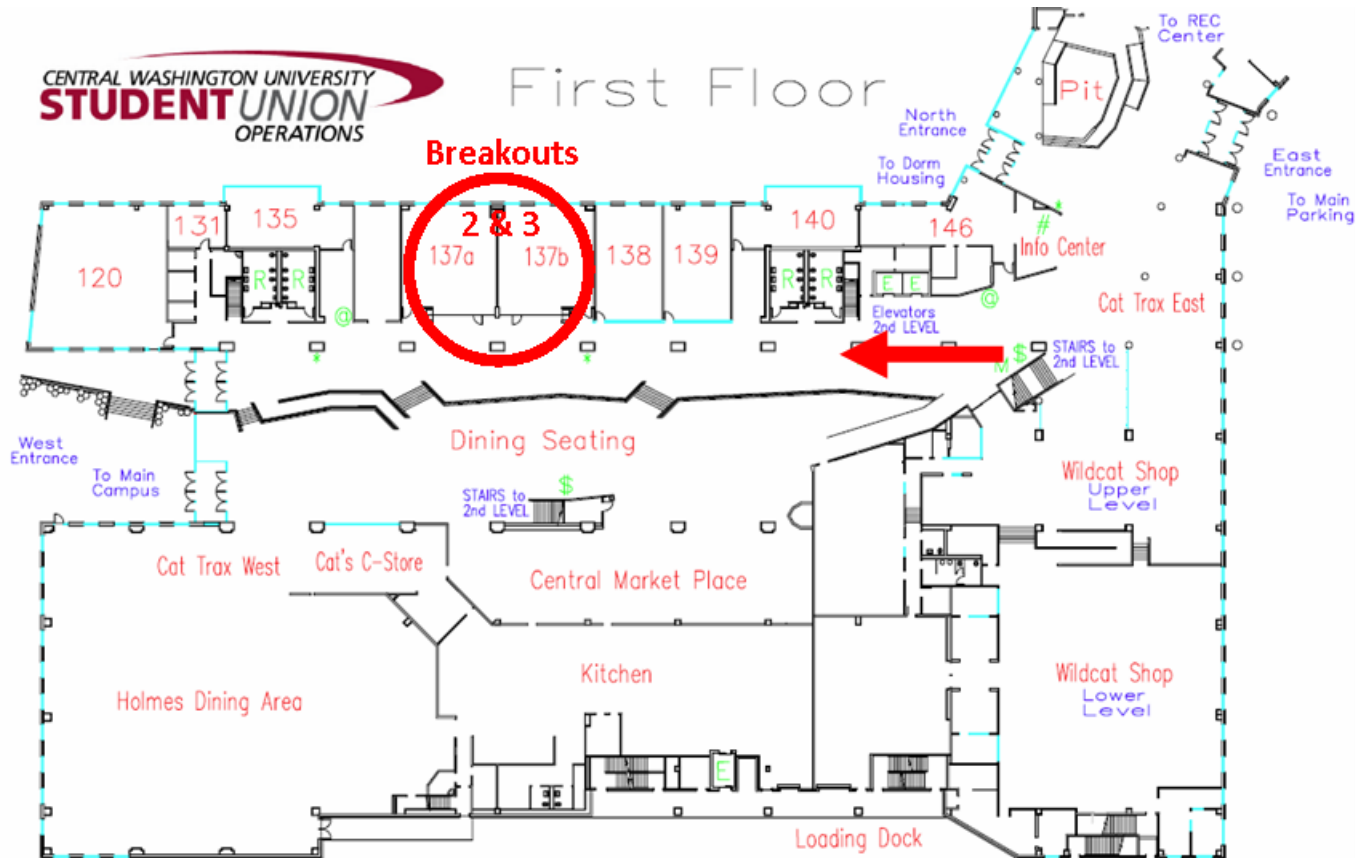 CENTRAL WASHINGTON UNIVERSITY
STUDENT UNION
OPERATIONS
First Floor
To REC
Center
Pit
North
Entrance
To Dorm
Housing
East
Entrance
To Main
Parking
Breakouts
2 & 3
120
131
135
137a
137b
138
139
140
146
Info Center
#
*
R
R
R
R
E
E
@
@
Elevators
2nd LEVEL
Cat Trax East
*
*
$
M
STAIRS to
2nd LEVEL
West
Entrance
To Main
Campus
Dining Seating
STAIRS to
2nd LEVEL
$
Wildcat Shop
Upper
Level
Cat Trax West
Cat's C-Store
Central Market Place
Holmes Dining Area
Kitchen
Wildcat Shop
Lower
Level
E
Loading Dock